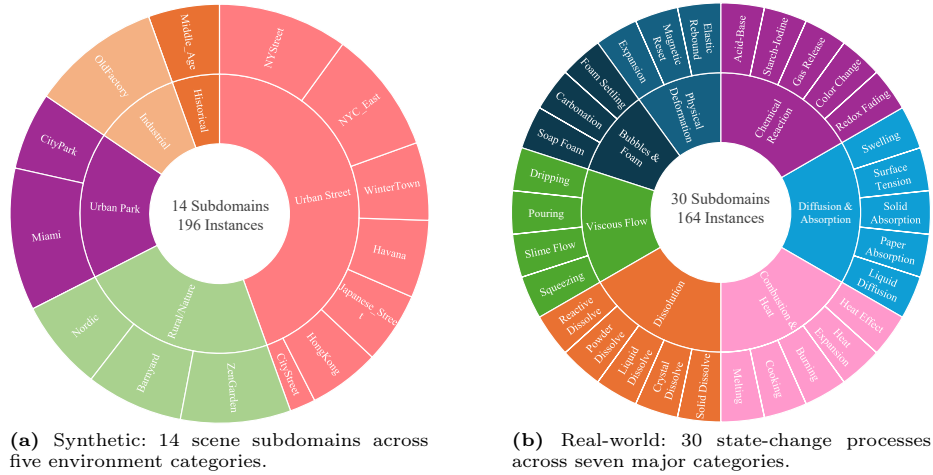 14 Subdomains
196 Instances
Urban Street
NYStreet
NYC_East
WinterTown
Havana
Japanese_Stree
t
HongKong
CityStreet
Rural/Nature
ZenGarden
Barnyard
Nordic
Urban Park
Miami
CityPark
Industrial
OldFactory
Historical
Middle_Age
(a) Synthetic: 14 scene subdomains across
five environment categories.
30 Subdomains
164 Instances
Chemical
Reaction
Acid-Base
Starch-Iodine
Gas Release
Color Change
Redox Fading
Diffusion &
Absorption
Swelling
Surface
Tension
Solid
Absorption
Paper
Absorption
Liquid
Diffusion
Combustion &
Heat
Heat Effect
Heat
Expansion
Burning
Cooking
Melting
Dissolution
Solid Dissolve
Crystal
Dissolve
Liquid
Dissolve
Powder
Dissolve
Reactive
Dissolve
Viscous Flow
Squeezing
Slime Flow
Pouring
Dripping
Bubbles &
Foam
Soap Foam
Carbonation
Foam Settling
Physical
Deformation
Expansion
Magnetic
Reset
Elastic
Rebound
(b) Real-world: 30 state-change processes
across seven major categories.